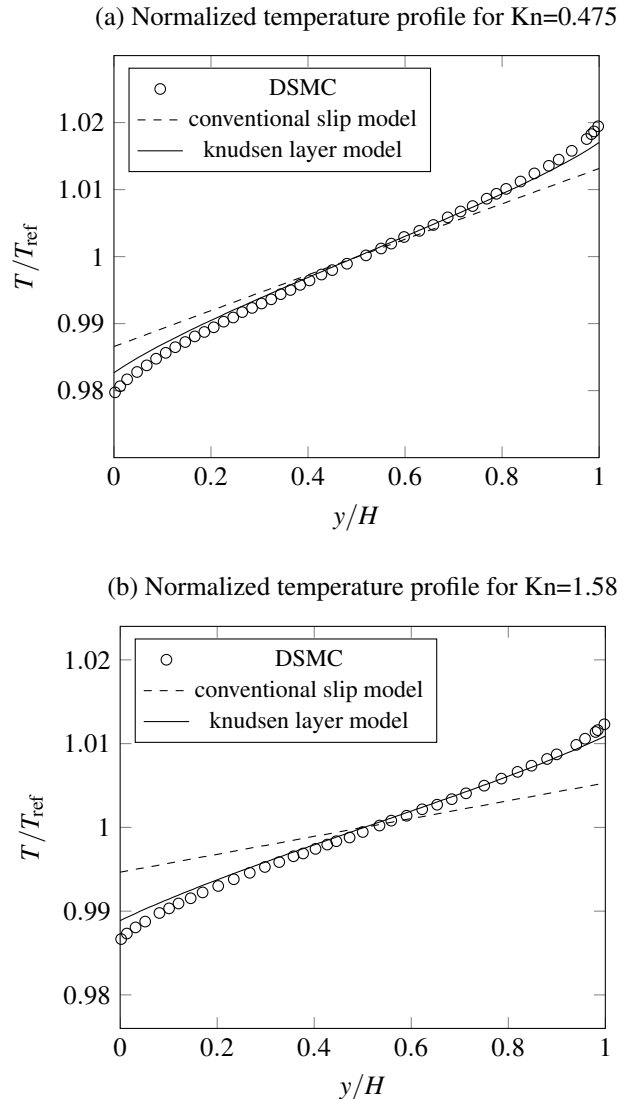 (a) Normalized temperature profile for Kn=0.475
DSMC
conventional slip model
knudsen layer model
1.02
1.01
1
0.99
0.98
T/T_ref
0 0.2 0.4 0.6 0.8 1
y/H
(b) Normalized temperature profile for Kn=1.58
DSMC
conventional slip model
knudsen layer model
1.02
1.01
1
0.99
0.98
T/T_ref
0 0.2 0.4 0.6 0.8 1
y/H